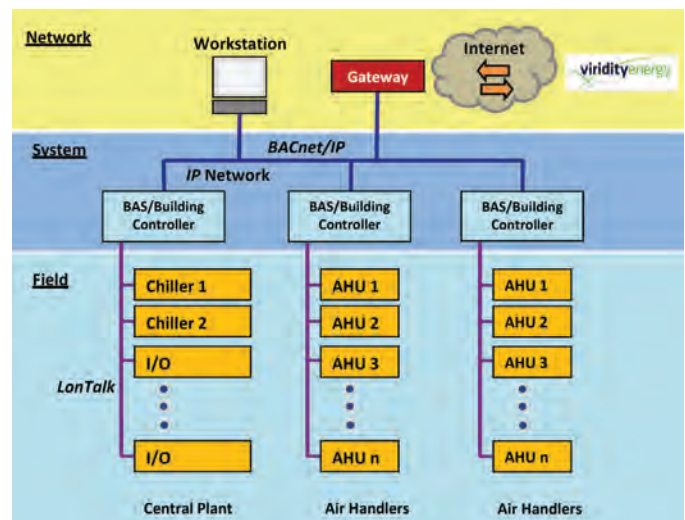 Network
Workstation
Gateway
Internet
viridityenergy
System
BACnet/IP
IP Network
BAS/Building
Controller
BAS/Building
Controller
BAS/Building
Controller
Field
Chiller 1
Chiller 2
I/O
I/O
LonTalk
AHU 1
AHU 2
AHU 3
AHU n
AHU 1
AHU 2
AHU 3
AHU n
Central Plant
Air Handlers
Air Handlers